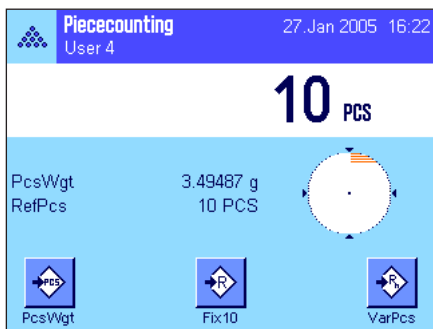 Piececounting 27.Jan 2005 16:22
User 4
10 PCS
PcsWgt 3.49487 g
RefPcs 10 PCS
PCS R Rn
PcsWgt Fix10 VarPcs